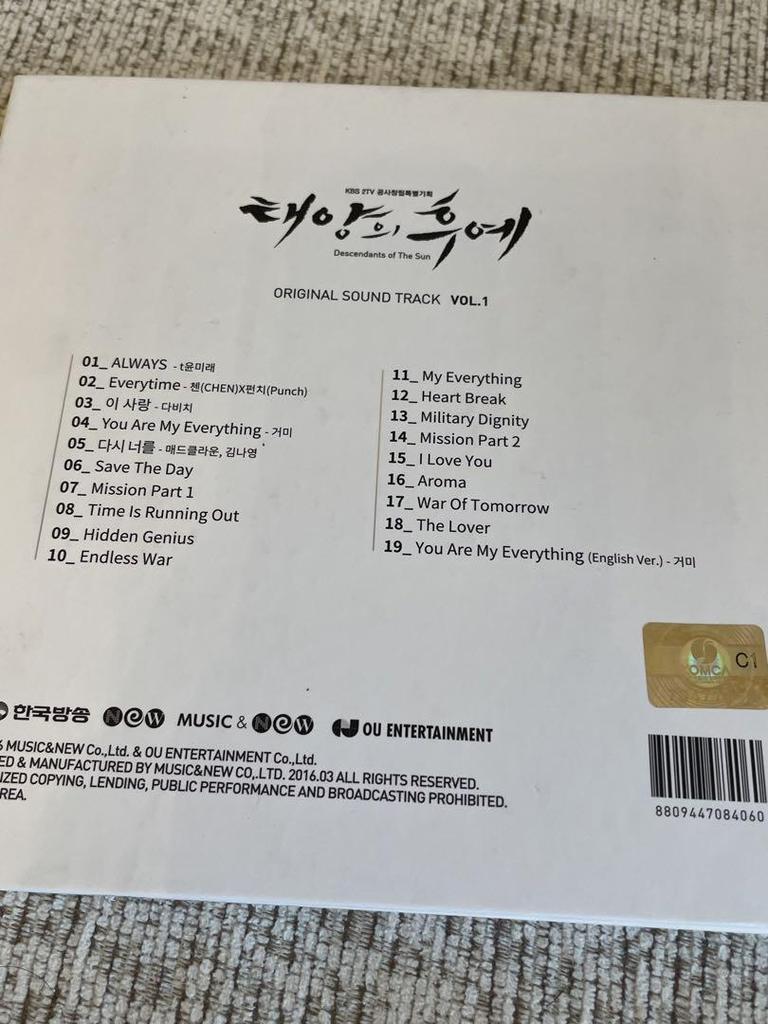 KBS 2TV 공사창립특별기획
태양의 후예
Descendants of The Sun
ORIGINAL SOUND TRACK VOL.1
01_ ALWAYS - t윤미래
02_ Everytime - 첸(CHEN)X펀치(Punch)
03_ 이 사랑 - 다비치
04_ You Are My Everything - 거미
05_ 다시 너를 - 매드클라운, 김나영
06_ Save The Day
07_ Mission Part 1
08_ Time Is Running Out
09_ Hidden Genius
10_ Endless War
11_ My Everything
12_ Heart Break
13_ Military Dignity
14_ Mission Part 2
15_ I Love You
16_ Aroma
17_ War Of Tomorrow
18_ The Lover
19_ You Are My Everything (English Ver.) - 거미
OMC
C1
한국방송 NEW MUSIC & NEW OU ENTERTAINMENT
6 MUSIC&NEW Co.,Ltd. & OU ENTERTAINMENT Co.,Ltd.
ED & MANUFACTURED BY MUSIC&NEW CO,.LTD. 2016.03 ALL RIGHTS RESERVED.
IZED COPYING, LENDING, PUBLIC PERFORMANCE AND BROADCASTING PROHIBITED.
REA.
8809447084060